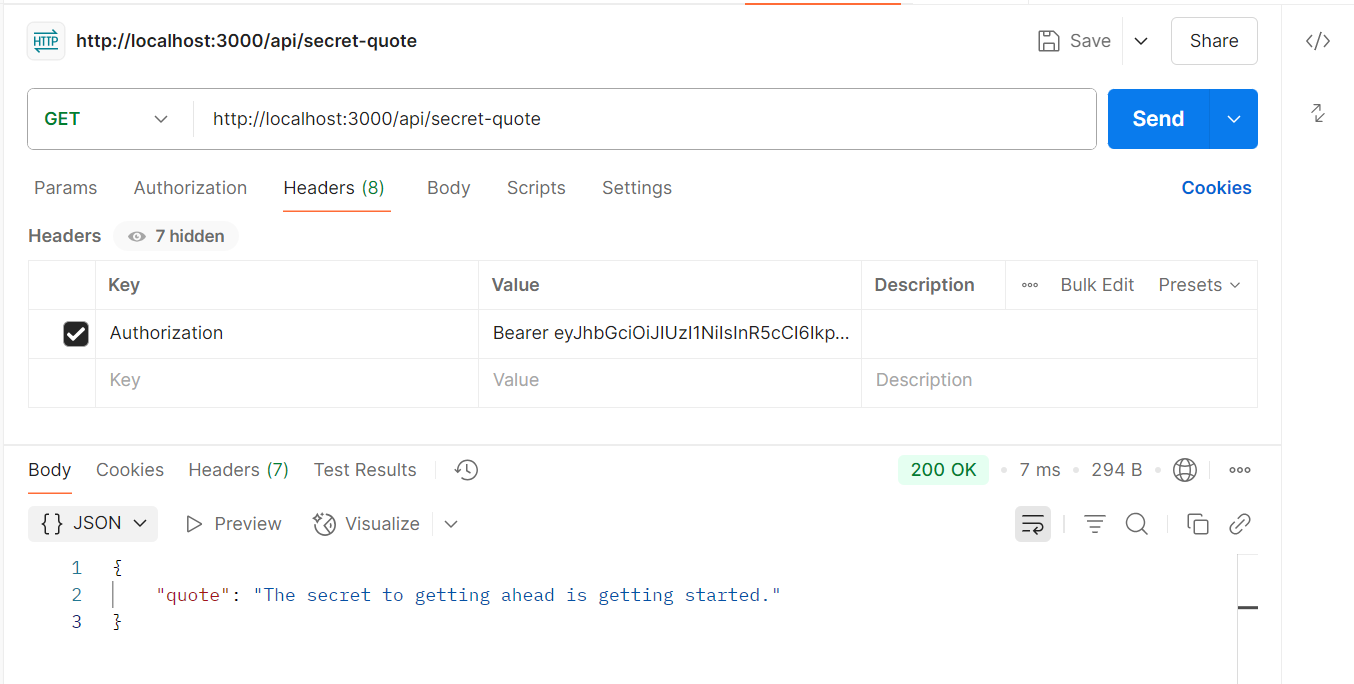 HTTP http://localhost:3000/api/secret-quote Save Share
GET http://localhost:3000/api/secret-quote Send
Params Authorization Headers (8) Body Scripts Settings Cookies
Headers 7 hidden
Key Value Description Bulk Edit Presets
Authorization Bearer eyJhbGciOiJIUzI1NiIsInR5cCI6Ikp...
Key Value Description
Body Cookies Headers (7) Test Results 200 OK 7 ms 294 B
{} JSON Preview Visualize
1 {
2 "quote": "The secret to getting ahead is getting started."
3 }